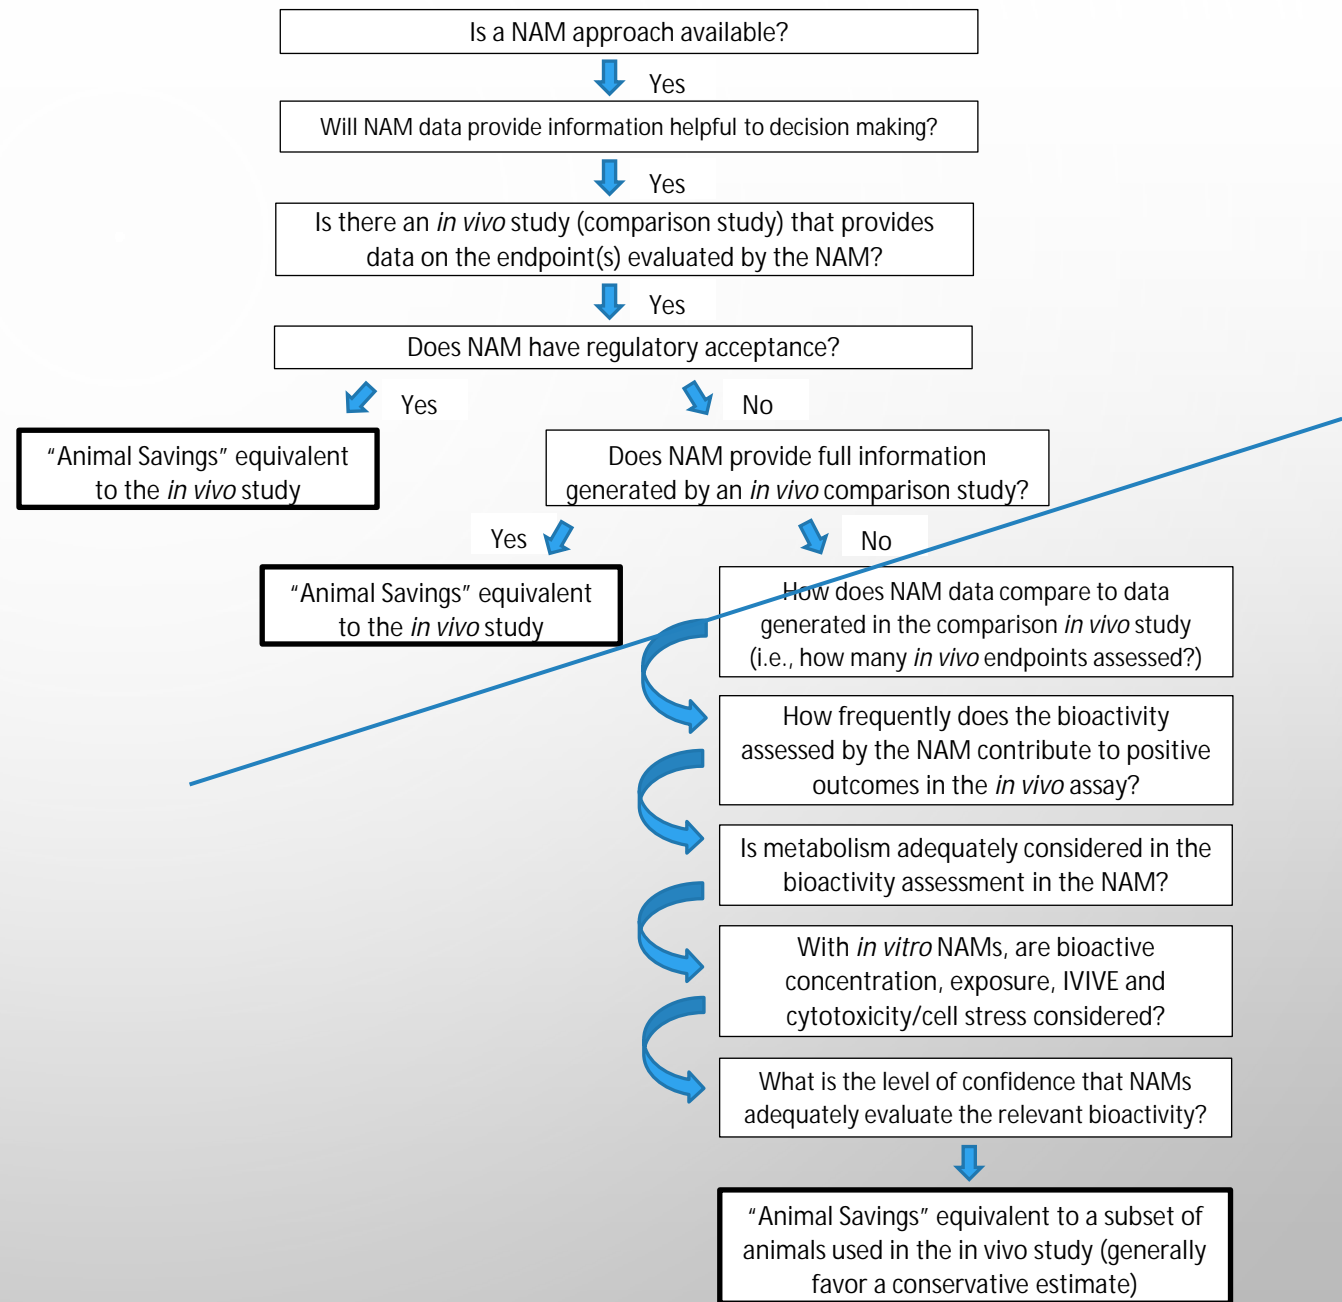 Is a NAM approach available?
Yes
Will NAM data provide information helpful to decision making?
Yes
Is there an in vivo study (comparison study) that provides
data on the endpoint(s) evaluated by the NAM?
Yes
Does NAM have regulatory acceptance?
Yes
No
"Animal Savings" equivalent
to the in vivo study
Does NAM provide full information
generated by an in vivo comparison study?
Yes
No
"Animal Savings" equivalent
to the in vivo study
How does NAM data compare to data
generated in the comparison in vivo study
(i.e., how many in vivo endpoints assessed?)
How frequently does the bioactivity
assessed by the NAM contribute to positive
outcomes in the in vivo assay?
Is metabolism adequately considered in the
bioactivity assessment in the NAM?
With in vitro NAMs, are bioactive
concentration, exposure, IVIVE and
cytotoxicity/cell stress considered?
What is the level of confidence that NAMs
adequately evaluate the relevant bioactivity?
"Animal Savings" equivalent to a subset of
animals used in the in vivo study (generally
favor a conservative estimate)